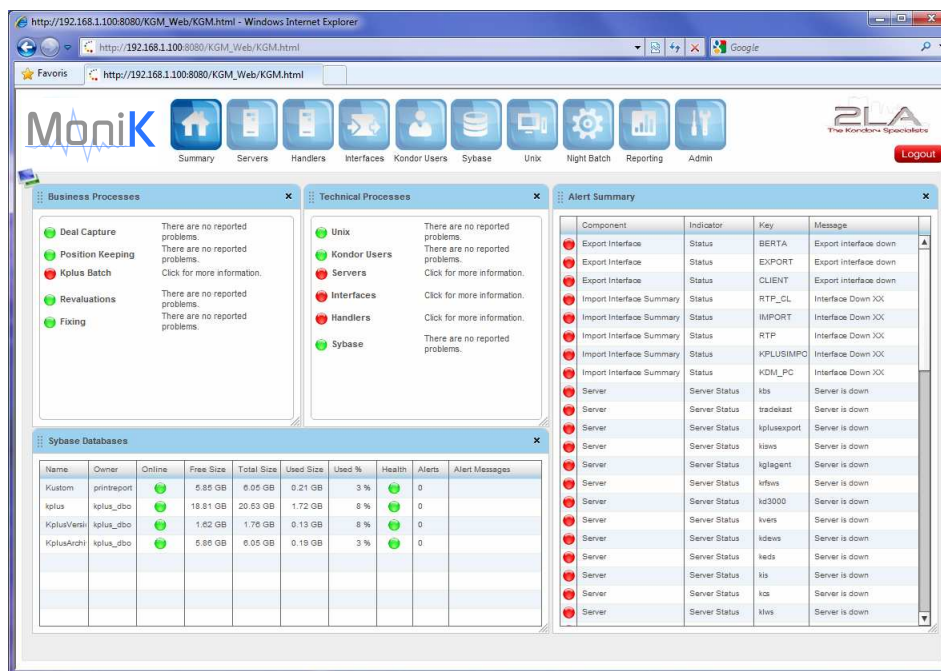 http://192.168.1.100:8080/KGM_Web/KGM.html - Windows Internet Explorer
http://192.168.1.100:8080/KGM_Web/KGM.html
Google
Favoris
http://192.168.1.100:8080/KGM_Web/KGM.html
MoniK
2LA
The Kondor+ Specialists
Summary Servers Handlers Interfaces Kondor Users Sybase Unix Night Batch Reporting Admin
Logout
Business Processes
Deal Capture There are no reported
problems.
Position Keeping There are no reported
problems.
Kplus Batch Click for more information.
Revaluations There are no reported
problems.
Fixing There are no reported
problems.
Technical Processes
Unix There are no reported
problems.
Kondor Users There are no reported
problems.
Servers Click for more information.
Interfaces Click for more information.
Handlers Click for more information.
Sybase There are no reported
problems.
Alert Summary
Component Indicator Key Message
Export Interface Status BERTA Export interface down
Export Interface Status EXPORT Export interface down
Export Interface Status CLIENT Export interface down
Import Interface Summary Status RTP_CL Interface Down XX
Import Interface Summary Status IMPORT Interface Down XX
Import Interface Summary Status RTP Interface Down XX
Import Interface Summary Status KPLUSIMPO Interface Down XX
Import Interface Summary Status KDM_PC Interface Down XX
Server Server Status kbs Server is down
Server Server Status tradekast Server is down
Server Server Status kplusexport Server is down
Server Server Status kisws Server is down
Server Server Status kglagent Server is down
Server Server Status krfsws Server is down
Server Server Status kd3000 Server is down
Server Server Status kvers Server is down
Server Server Status kdews Server is down
Server Server Status keds Server is down
Server Server Status kis Server is down
Server Server Status kcs Server is down
Server Server Status klws Server is down
Sybase Databases
Name Owner Online Free Size Total Size Used Size Used % Health Alerts Alert Messages
Kustom printreport 5.85 GB 6.05 GB 0.21 GB 3 % 0
kplus kplus_dbo 18.81 GB 20.53 GB 1.72 GB 8 % 0
KplusVersi kplus_dbo 1.62 GB 1.76 GB 0.13 GB 8 % 0
KplusArchi kplus_dbo 5.86 GB 6.05 GB 0.19 GB 3 % 0